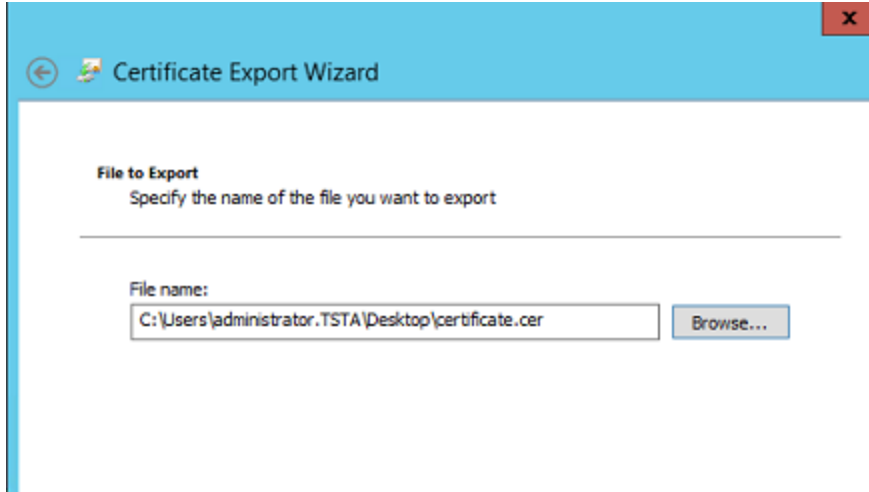 x
Certificate Export Wizard
File to Export
Specify the name of the file you want to export
File name:
C:\Users\administrator.TSTA\Desktop\certificate.cer
Browse...